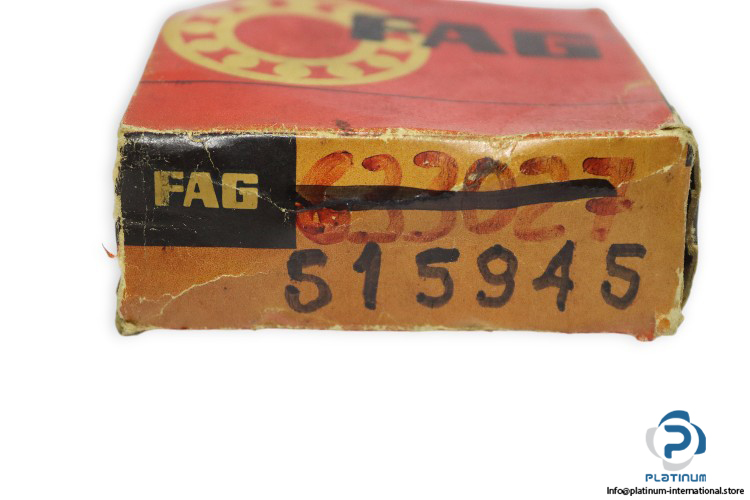 FAG
FAG
633027
515945
PLATINUM
Info@platinum-international.store